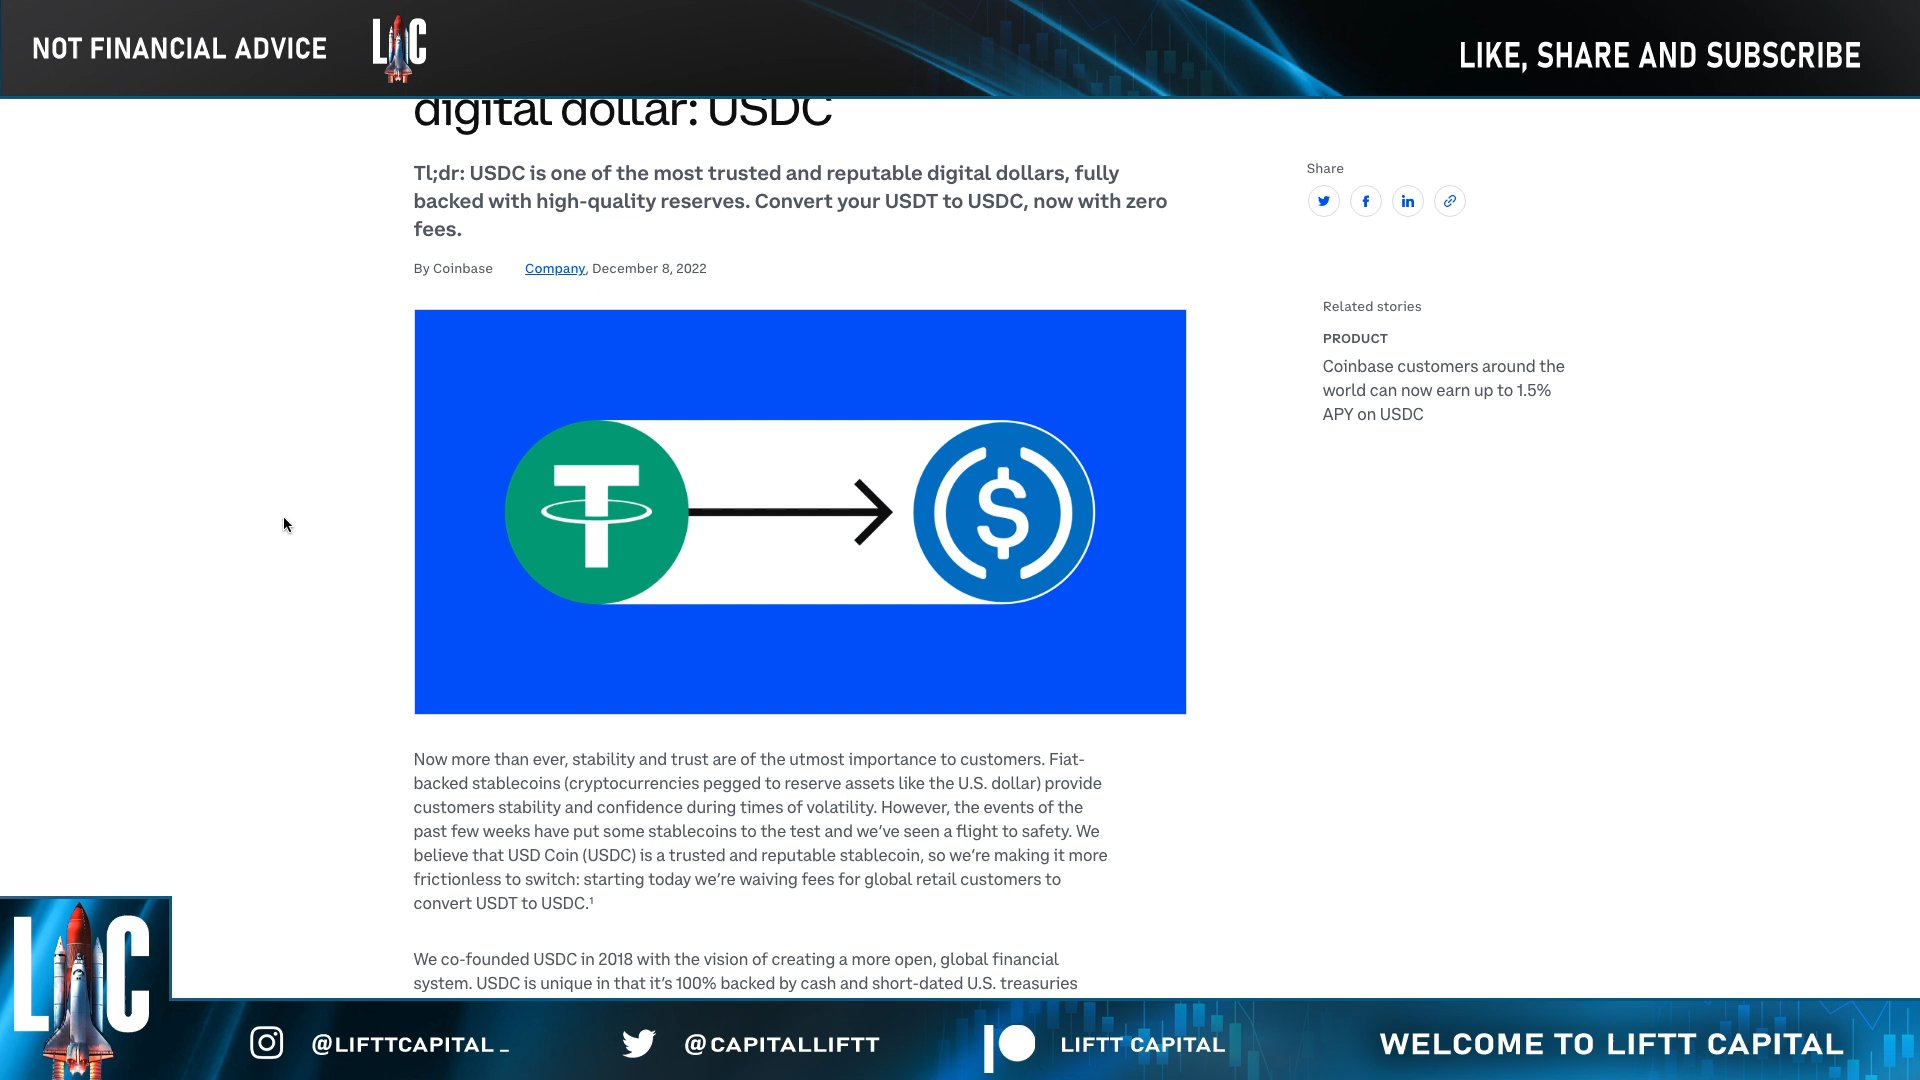 NOT FINANCIAL ADVICE
LC
LIKE, SHARE AND SUBSCRIBE
digital dollar: USDC
Tl;dr: USDC is one of the most trusted and reputable digital dollars, fully
backed with high-quality reserves. Convert your USDT to USDC, now with zero
fees.
By Coinbase Company, December 8, 2022
Share
Related stories
PRODUCT
Coinbase customers around the
world can now earn up to 1.5%
APY on USDC
Now more than ever, stability and trust are of the utmost importance to customers. Fiat-
backed stablecoins (cryptocurrencies pegged to reserve assets like the U.S. dollar) provide
customers stability and confidence during times of volatility. However, the events of the
past few weeks have put some stablecoins to the test and we’ve seen a flight to safety. We
believe that USD Coin (USDC) is a trusted and reputable stablecoin, so we’re making it more
frictionless to switch: starting today we’re waiving fees for global retail customers to
convert USDT to USDC.¹
We co-founded USDC in 2018 with the vision of creating a more open, global financial
system. USDC is unique in that it’s 100% backed by cash and short-dated U.S. treasuries
LC
@LIFTTCAPITAL_
@CAPITALLIFTT
LIFTT CAPITAL
WELCOME TO LIFTT CAPITAL